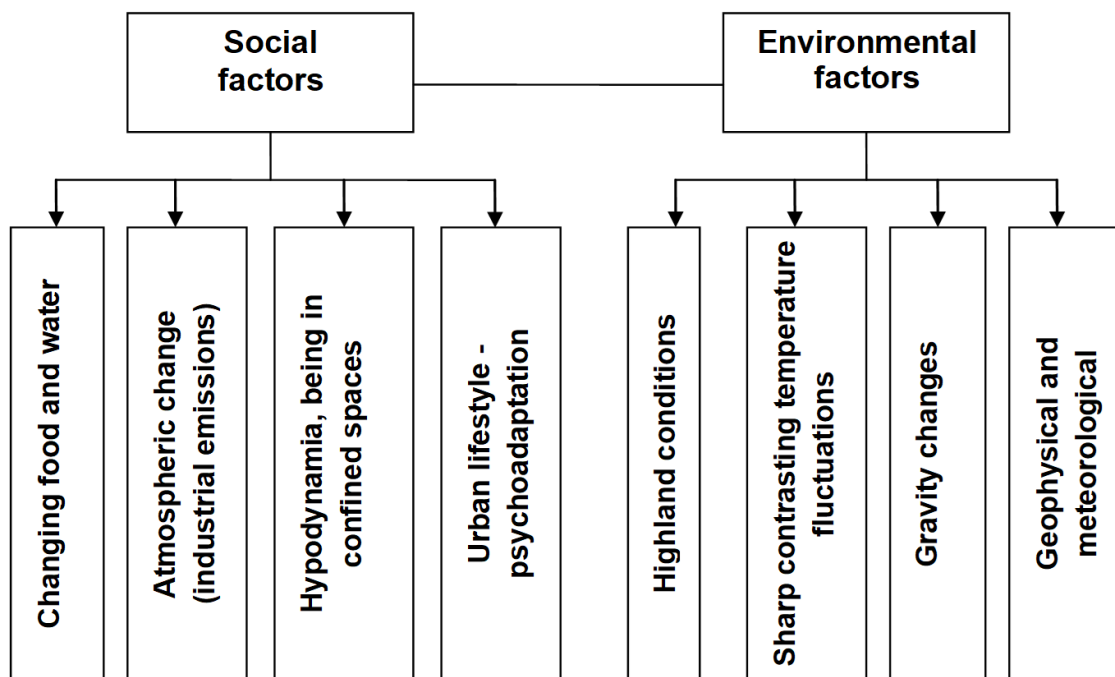 Social
factors
Environmental
factors
Changing food and water
Atmospheric change
(industrial emissions)
Hypodynamia, being in
confined spaces
Urban lifestyle -
psychoadaptation
Highland conditions
Sharp contrasting temperature
fluctuations
Gravity changes
Geophysical and
meteorological